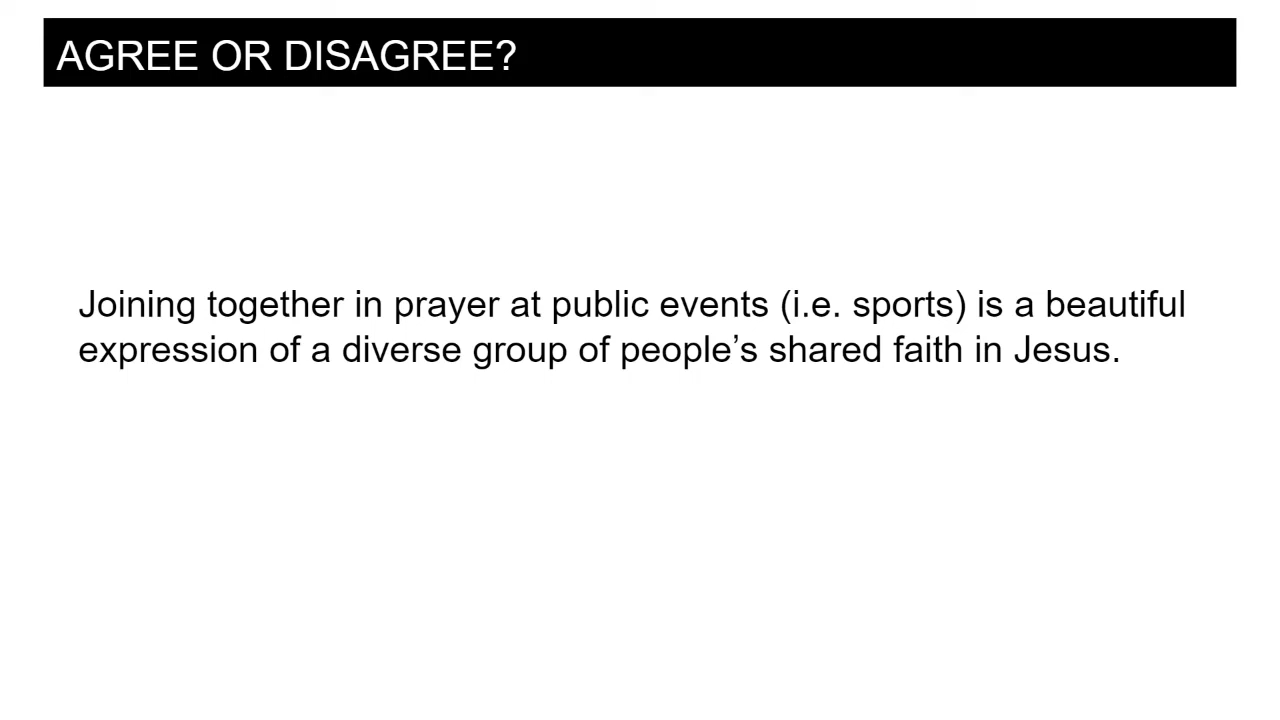 AGREE OR DISAGREE?
Joining together in prayer at public events (i.e. sports) is a beautiful
expression of a diverse group of people’s shared faith in Jesus.